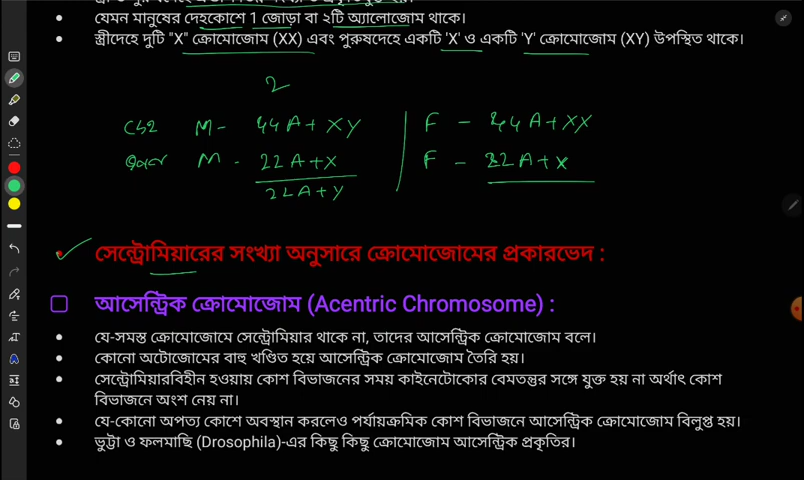 যেমন মানুষের দেহকোশে 1 জোড়া বা ২টি অ্যালোজোম থাকে।
স্ত্রীদেহে দুটি "X" ক্রোমোজোম (XX) এবং পুরুষদেহে একটি 'X' ও একটি 'Y' ক্রোমোজোম (XY) উপস্থিত থাকে।
2
M - 44A + XY F - 44A + XX
M - 22A + X F - 22A + X
22A + Y
সেন্ট্রোমিয়ারের সংখ্যা অনুসারে ক্রোমোজোমের প্রকারভেদ :
আসেন্ট্রিক ক্রোমোজোম (Acentric Chromosome) :
যে-সমস্ত ক্রোমোজোমে সেন্ট্রোমিয়ার থাকে না, তাদের আসেন্ট্রিক ক্রোমোজোম বলে।
কোনো অটোজোমের বাহু খণ্ডিত হয়ে আসেন্ট্রিক ক্রোমোজোম তৈরি হয়।
সেন্ট্রোমিয়ারবিহীন হওয়ায় কোশ বিভাজনের সময় কাইনেটোকোর বেমতন্তুর সঙ্গে যুক্ত হয় না অর্থাৎ কোশ
বিভাজনে অংশ নেয় না।
যে-কোনো অপত্য কোশে অবস্থান করলেও পর্যায়ক্রমিক কোশ বিভাজনে আসেন্ট্রিক ক্রোমোজোম বিলুপ্ত হয়।
ভুট্টা ও ফলমাছি (Drosophila)-এর কিছু কিছু ক্রোমোজোম আসেন্ট্রিক প্রকৃতির।